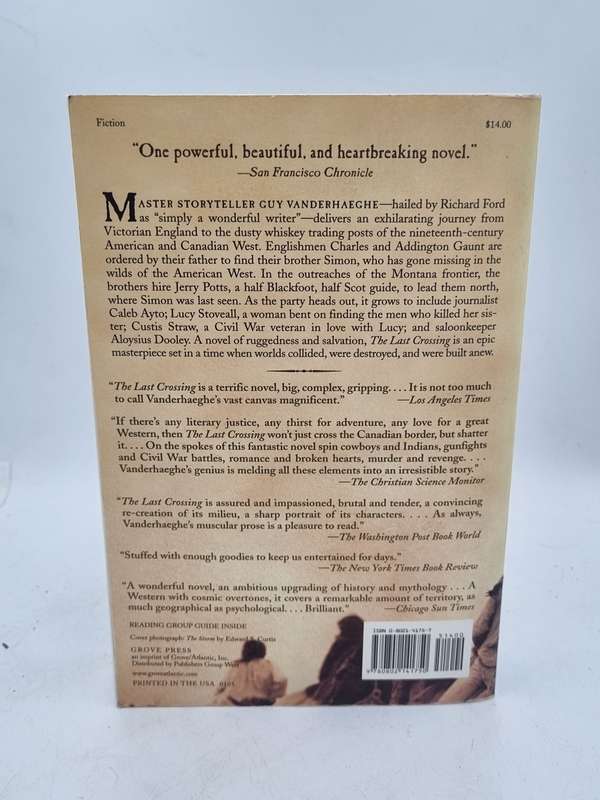 Fiction
$14.00
“One powerful, beautiful, and heartbreaking novel.”
—San Francisco Chronicle
MASTER STORYTELLER GUY VANDERHAEGHE—hailed by Richard Ford
as “simply a wonderful writer”—delivers an exhilarating journey from
Victorian England to the dusty whiskey trading posts of the nineteenth-century
American and Canadian West. Englishmen Charles and Addington Gaunt are
ordered by their father to find their brother Simon, who has gone missing in the
wilds of the American West. In the outreaches of the Montana frontier, the
brothers hire Jerry Potts, a half Blackfoot, half Scot guide, to lead them north,
where Simon was last seen. As the party heads out, it grows to include journalist
Caleb Ayto; Lucy Stoveall, a woman bent on finding the men who killed her sis-
ter; Custis Straw, a Civil War veteran in love with Lucy; and saloonkeeper
Aloysius Dooley. A novel of ruggedness and salvation, The Last Crossing is an epic
masterpiece set in a time when worlds collided, were destroyed, and were built anew.
“The Last Crossing is a terrific novel, big, complex, gripping. . . . It is not too much
to call Vanderhaeghe’s vast canvas magnificent.” —Los Angeles Times
“If there’s any literary justice, any thirst for adventure, any love for a great
Western, then The Last Crossing won’t just cross the Canadian border, but shatter
it. . . . On the spokes of this fantastic novel spin cowboys and Indians, gunfights
and Civil War battles, romance and broken hearts, murder and revenge. . . .
Vanderhaeghe’s genius is melding all these elements into an irresistible story.”
—The Christian Science Monitor
“The Last Crossing is assured and impassioned, brutal and tender, a convincing
re-creation of its milieu, a sharp portrait of its characters. . . . As always,
Vanderhaeghe’s muscular prose is a pleasure to read.”
—The Washington Post Book World
“Stuffed with enough goodies to keep us entertained for days.”
—The New York Times Book Review
“A wonderful novel, an ambitious upgrading of history and mythology . . . A
Western with cosmic overtones, it covers a remarkable amount of territory, as
much geographical as psychological. . . . Brilliant.” —Chicago Sun Times
READING GROUP GUIDE INSIDE
Cover photograph: The Storm by Edward S. Curtis
GROVE PRESS
an imprint of Grove/Atlantic, Inc.
Distributed by Publishers Group West
www.groveatlantic.com
PRINTED IN THE USA 0105
ISBN 0-8021-4175-7
51400
9 780802 141750